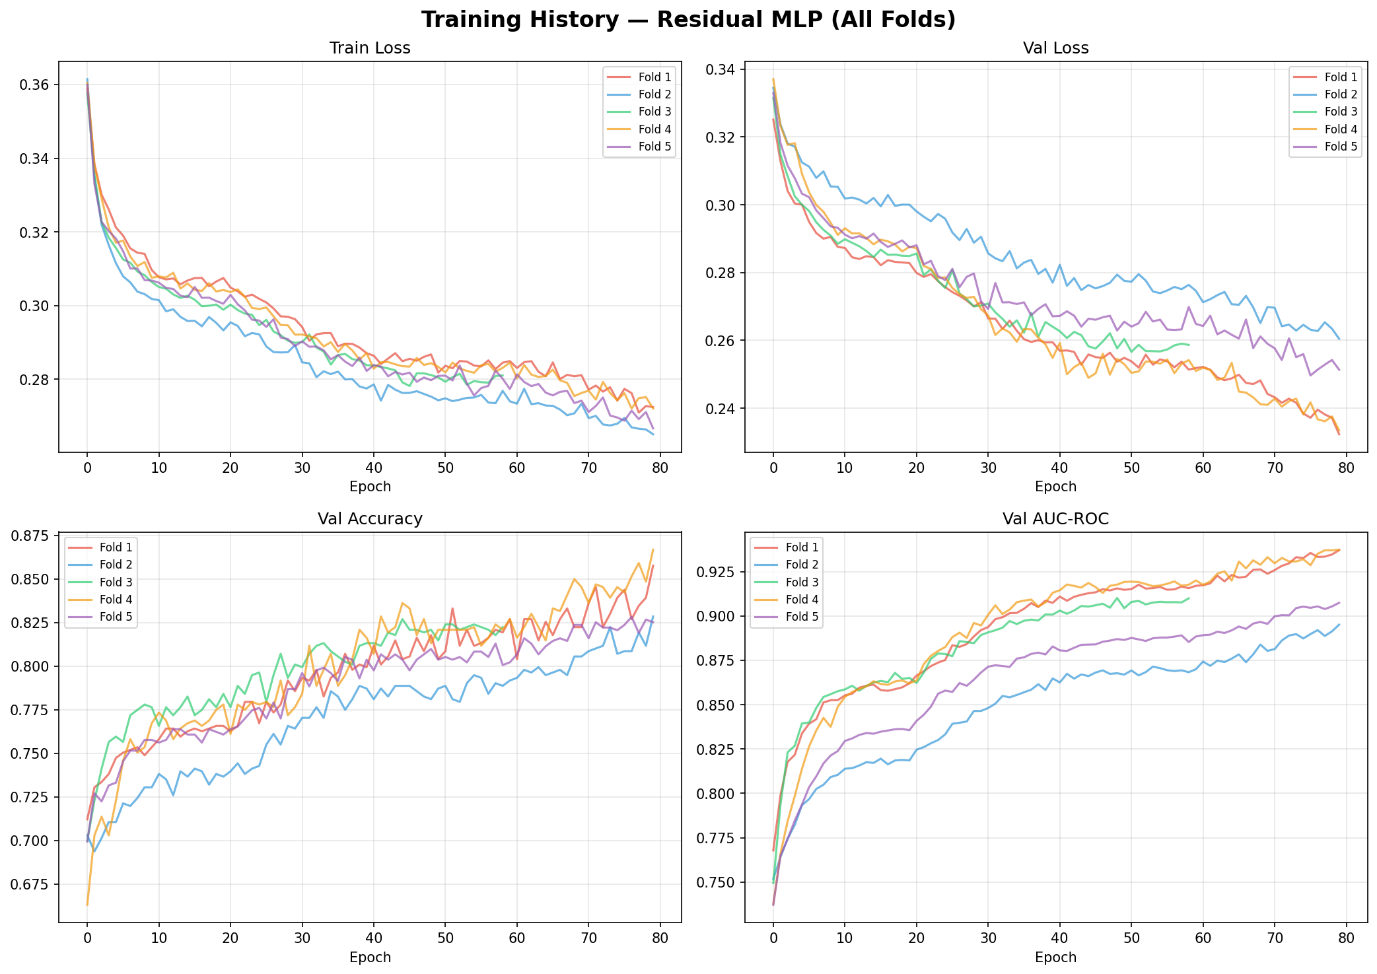 Training History — Residual MLP (All Folds)
Train Loss
0.36
0.34
0.32
0.30
0.28
0 10 20 30 40 50 60 70 80
Epoch
Fold 1
Fold 2
Fold 3
Fold 4
Fold 5
Val Loss
0.34
0.32
0.30
0.28
0.26
0.24
0 10 20 30 40 50 60 70 80
Epoch
Fold 1
Fold 2
Fold 3
Fold 4
Fold 5
Val Accuracy
0.875
0.850
0.825
0.800
0.775
0.750
0.725
0.700
0.675
0 10 20 30 40 50 60 70 80
Epoch
Fold 1
Fold 2
Fold 3
Fold 4
Fold 5
Val AUC-ROC
0.925
0.900
0.875
0.850
0.825
0.800
0.775
0.750
0 10 20 30 40 50 60 70 80
Epoch
Fold 1
Fold 2
Fold 3
Fold 4
Fold 5